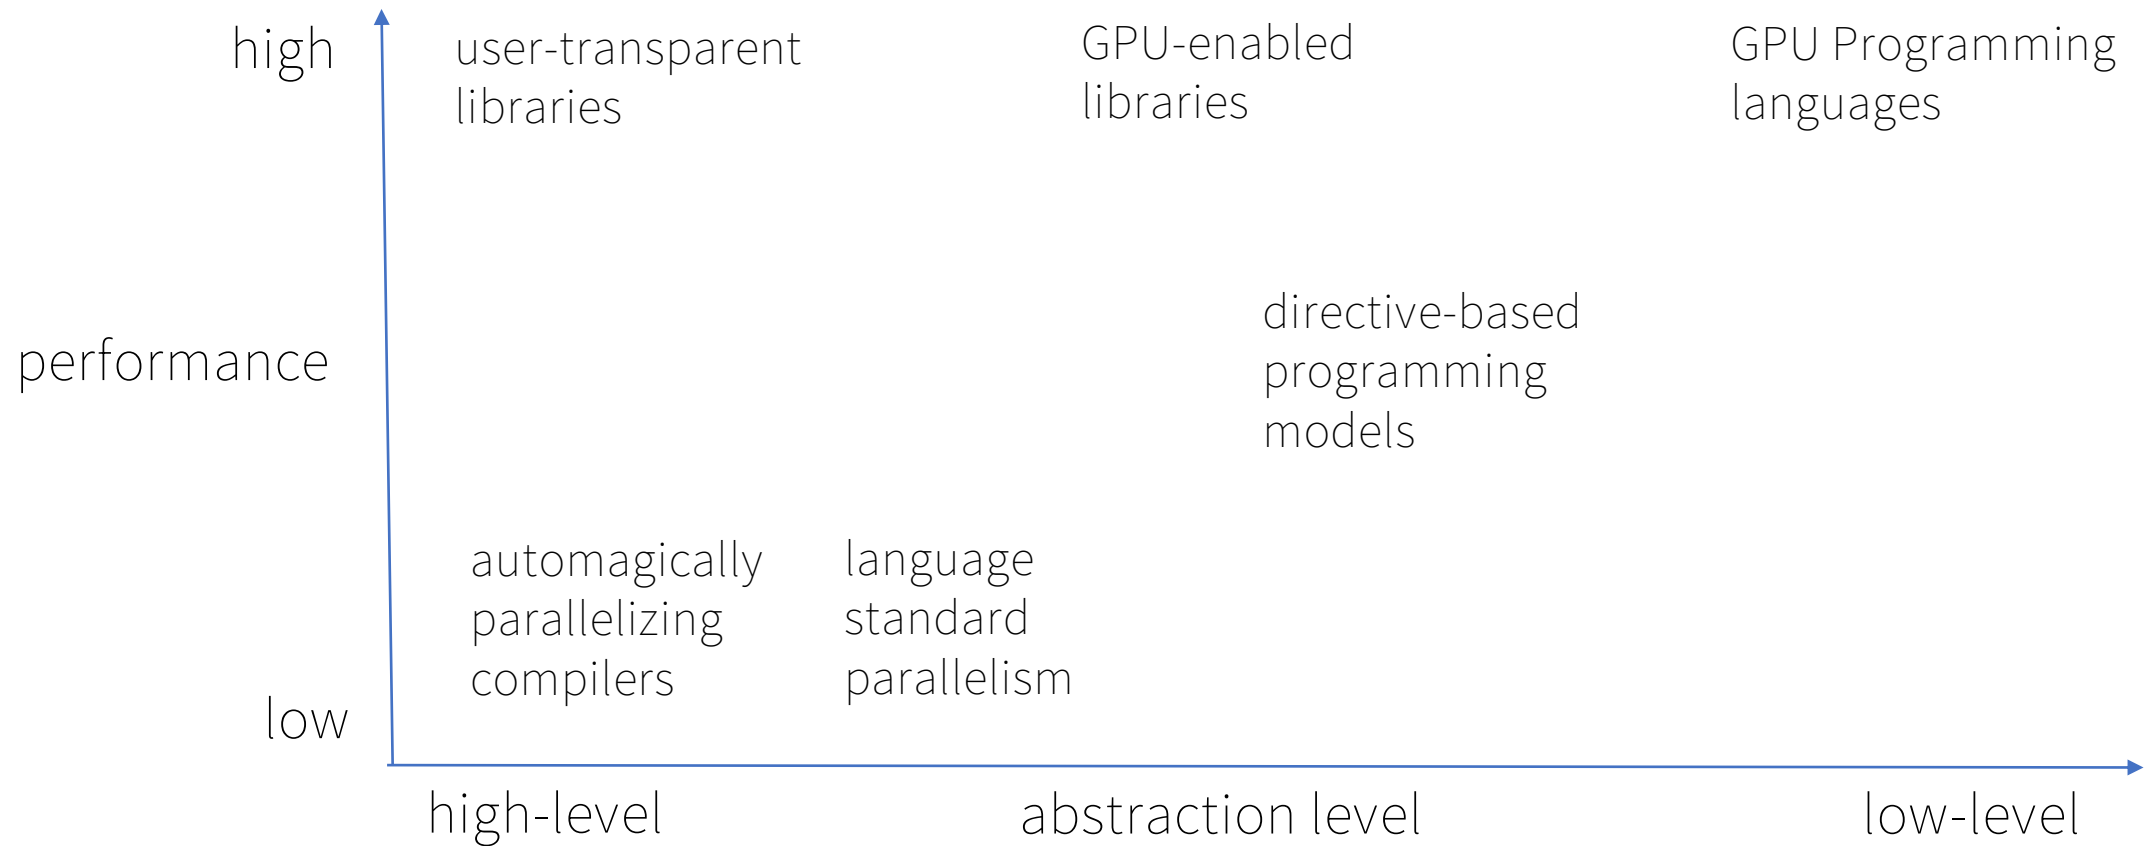 high
user-transparent
libraries
GPU-enabled
libraries
GPU Programming
languages
performance
directive-based
programming
models
automagically
parallelizing
compilers
language
standard
parallelism
low
high-level
abstraction level
low-level